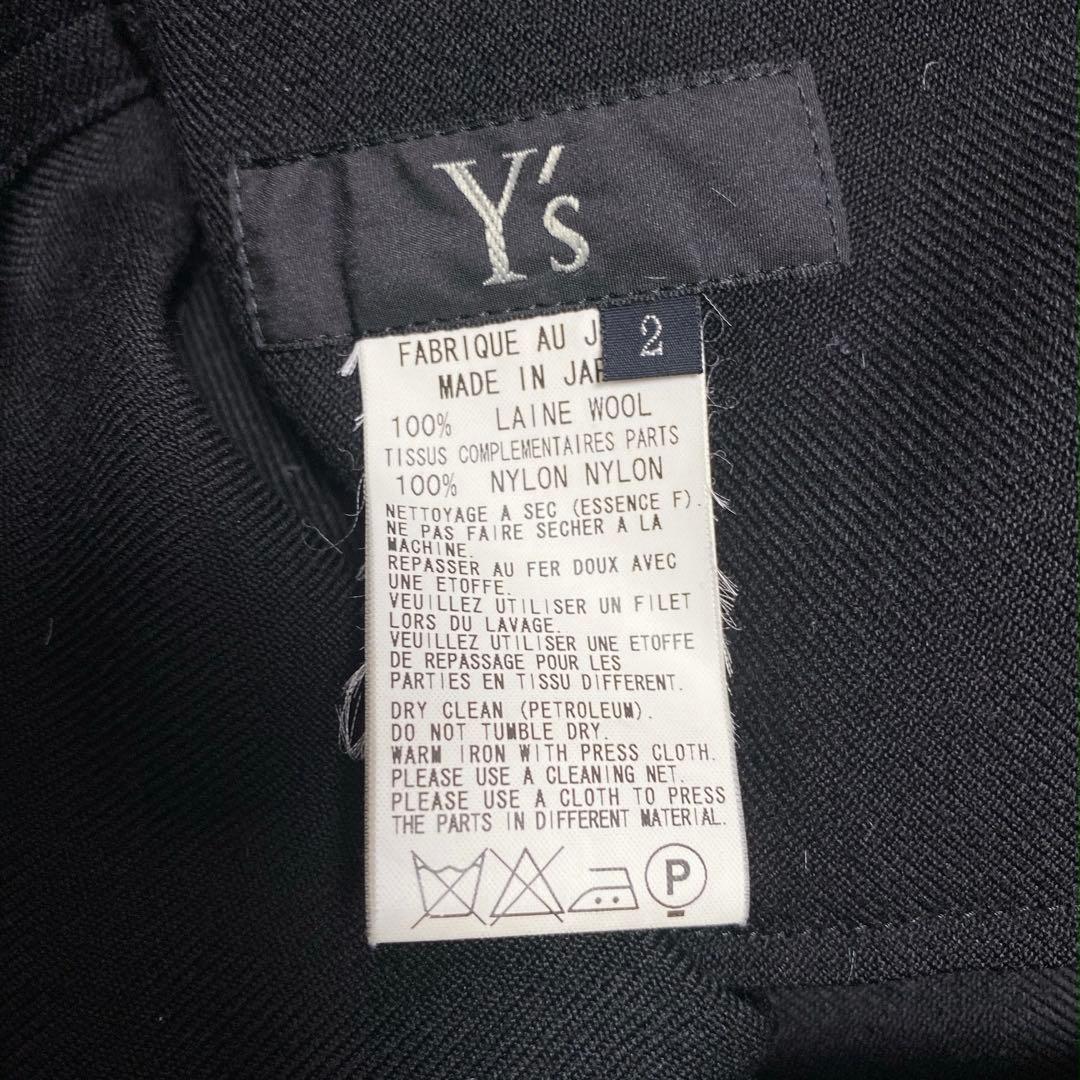 Y's
2
FABRIQUE AU J
MADE IN JAP
100% LAINE WOOL
TISSUS COMPLEMENTAIRES PARTS
100% NYLON NYLON
NETTOYAGE A SEC (ESSENCE F).
NE PAS FAIRE SECHER A LA
MACHINE.
REPASSER AU FER DOUX AVEC
UNE ETOFFE.
VEUILLEZ UTILISER UN FILET
LORS DU LAVAGE.
VEUILLEZ UTILISER UNE ETOFFE
DE REPASSAGE POUR LES
PARTIES EN TISSU DIFFERENT.
DRY CLEAN (PETROLEUM).
DO NOT TUMBLE DRY.
WARM IRON WITH PRESS CLOTH.
PLEASE USE A CLEANING NET.
PLEASE USE A CLOTH TO PRESS
THE PARTS IN DIFFERENT MATERIAL.
P